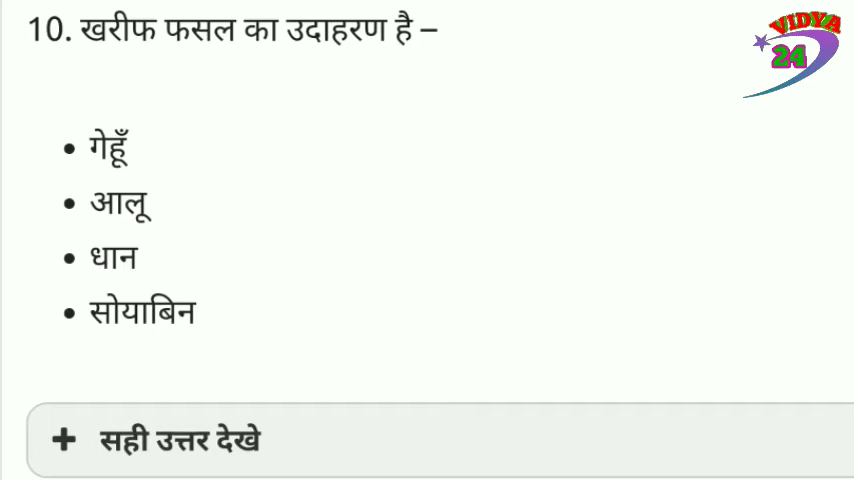 10. खरीफ फसल का उदाहरण है –
VIDYA
24
गेहूँ
आलू
धान
सोयाबिन
+ सही उत्तर देखे